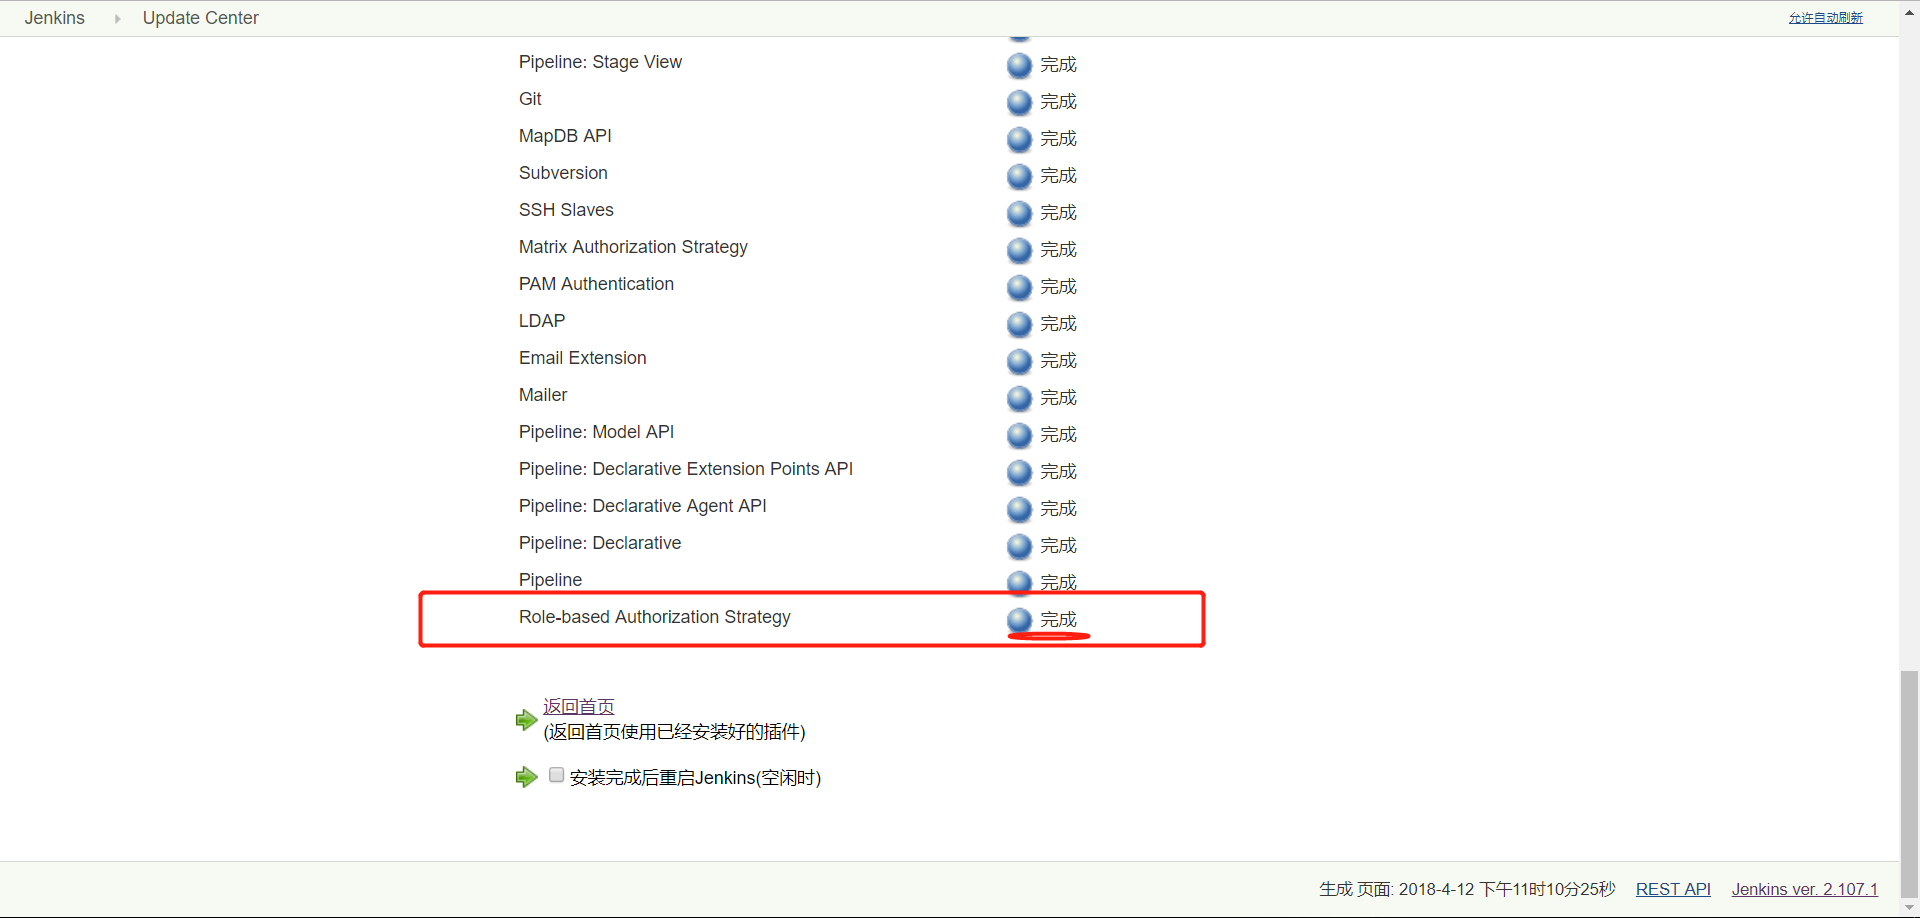 Jenkins Update Center 允许自动刷新
Pipeline: Stage View 完成
Git 完成
MapDB API 完成
Subversion 完成
SSH Slaves 完成
Matrix Authorization Strategy 完成
PAM Authentication 完成
LDAP 完成
Email Extension 完成
Mailer 完成
Pipeline: Model API 完成
Pipeline: Declarative Extension Points API 完成
Pipeline: Declarative Agent API 完成
Pipeline: Declarative 完成
Pipeline 完成
Role-based Authorization Strategy 完成
返回首页
(返回首页使用已经安装好的插件)
安装完成后重启Jenkins(空闲时)
生成 页面: 2018-4-12 下午11时10分25秒 REST API Jenkins ver. 2.107.1